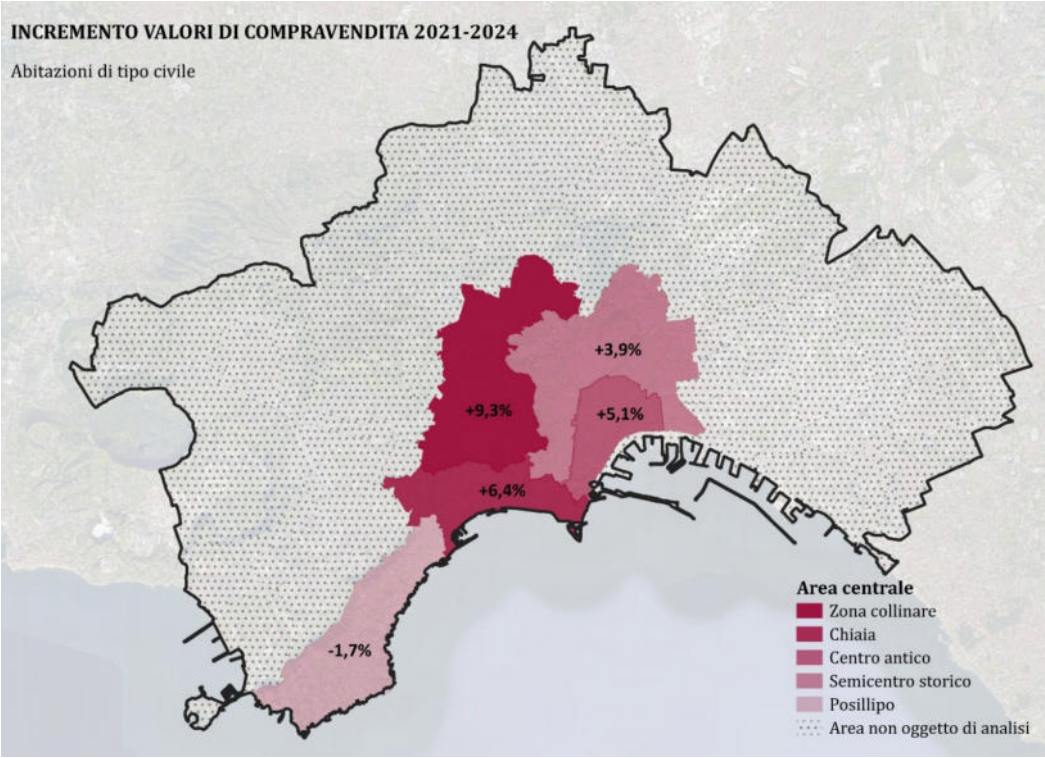 INCREMENTO VALORI DI COMPRAVENDITA 2021-2024
Abitazioni di tipo civile
+3,9%
+9,3%
+5,1%
+6,4%
-1,7%
Area centrale
Zona collinare
Chiaia
Centro antico
Semicentro storico
Posillipo
Area non oggetto di analisi